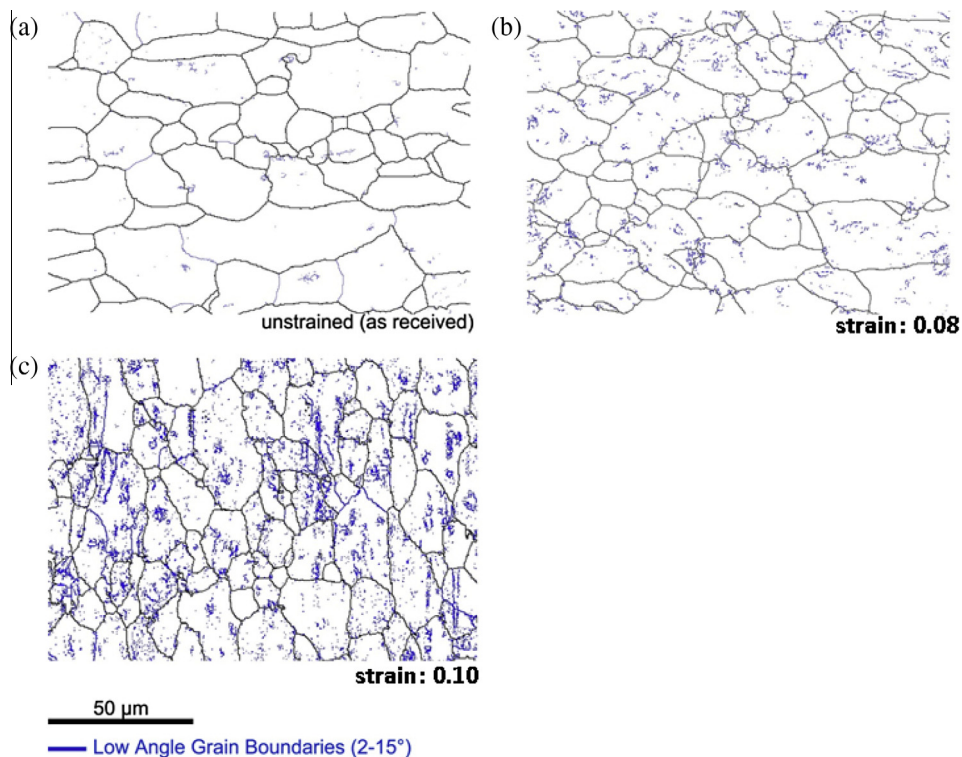 (a)
(b)
unstrained (as received)
strain: 0.08
(c)
strain: 0.10
50 μm
Low Angle Grain Boundaries (2-15°)